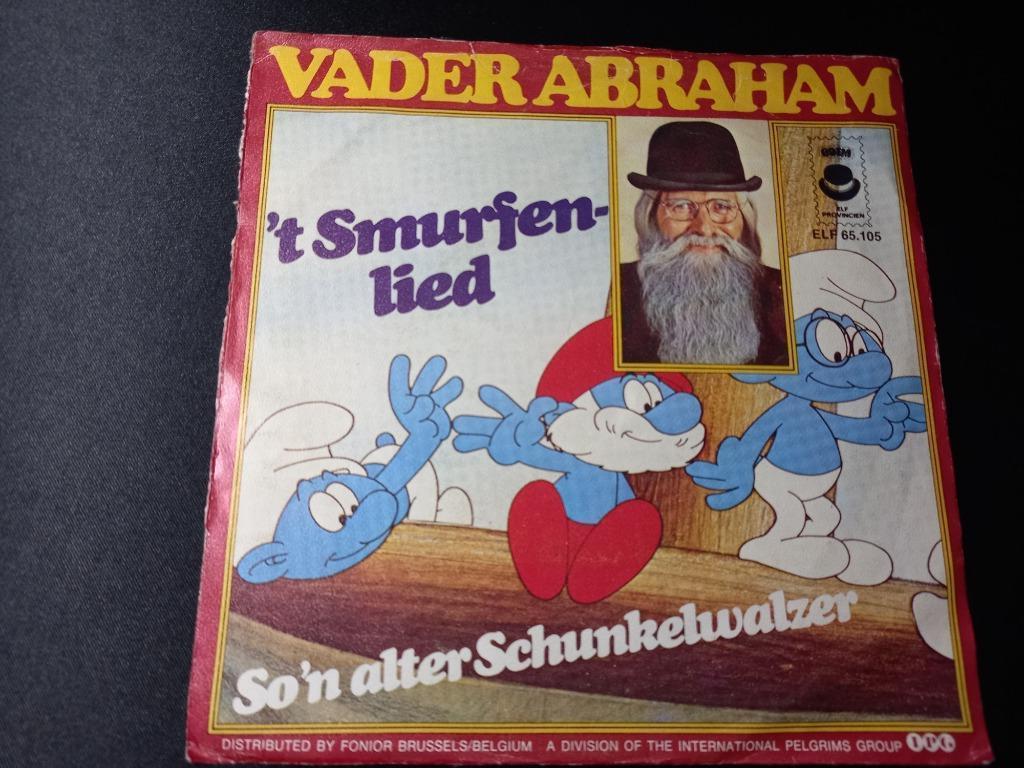 VADER ABRAHAM
't Smurfen-
lied
ELF
PROVINCIEN
ELF 65.105
So'n alter Schunkelwalzer
DISTRIBUTED BY FONIOR BRUSSELS/BELGIUM A DIVISION OF THE INTERNATIONAL PELGRIMS GROUP IPG